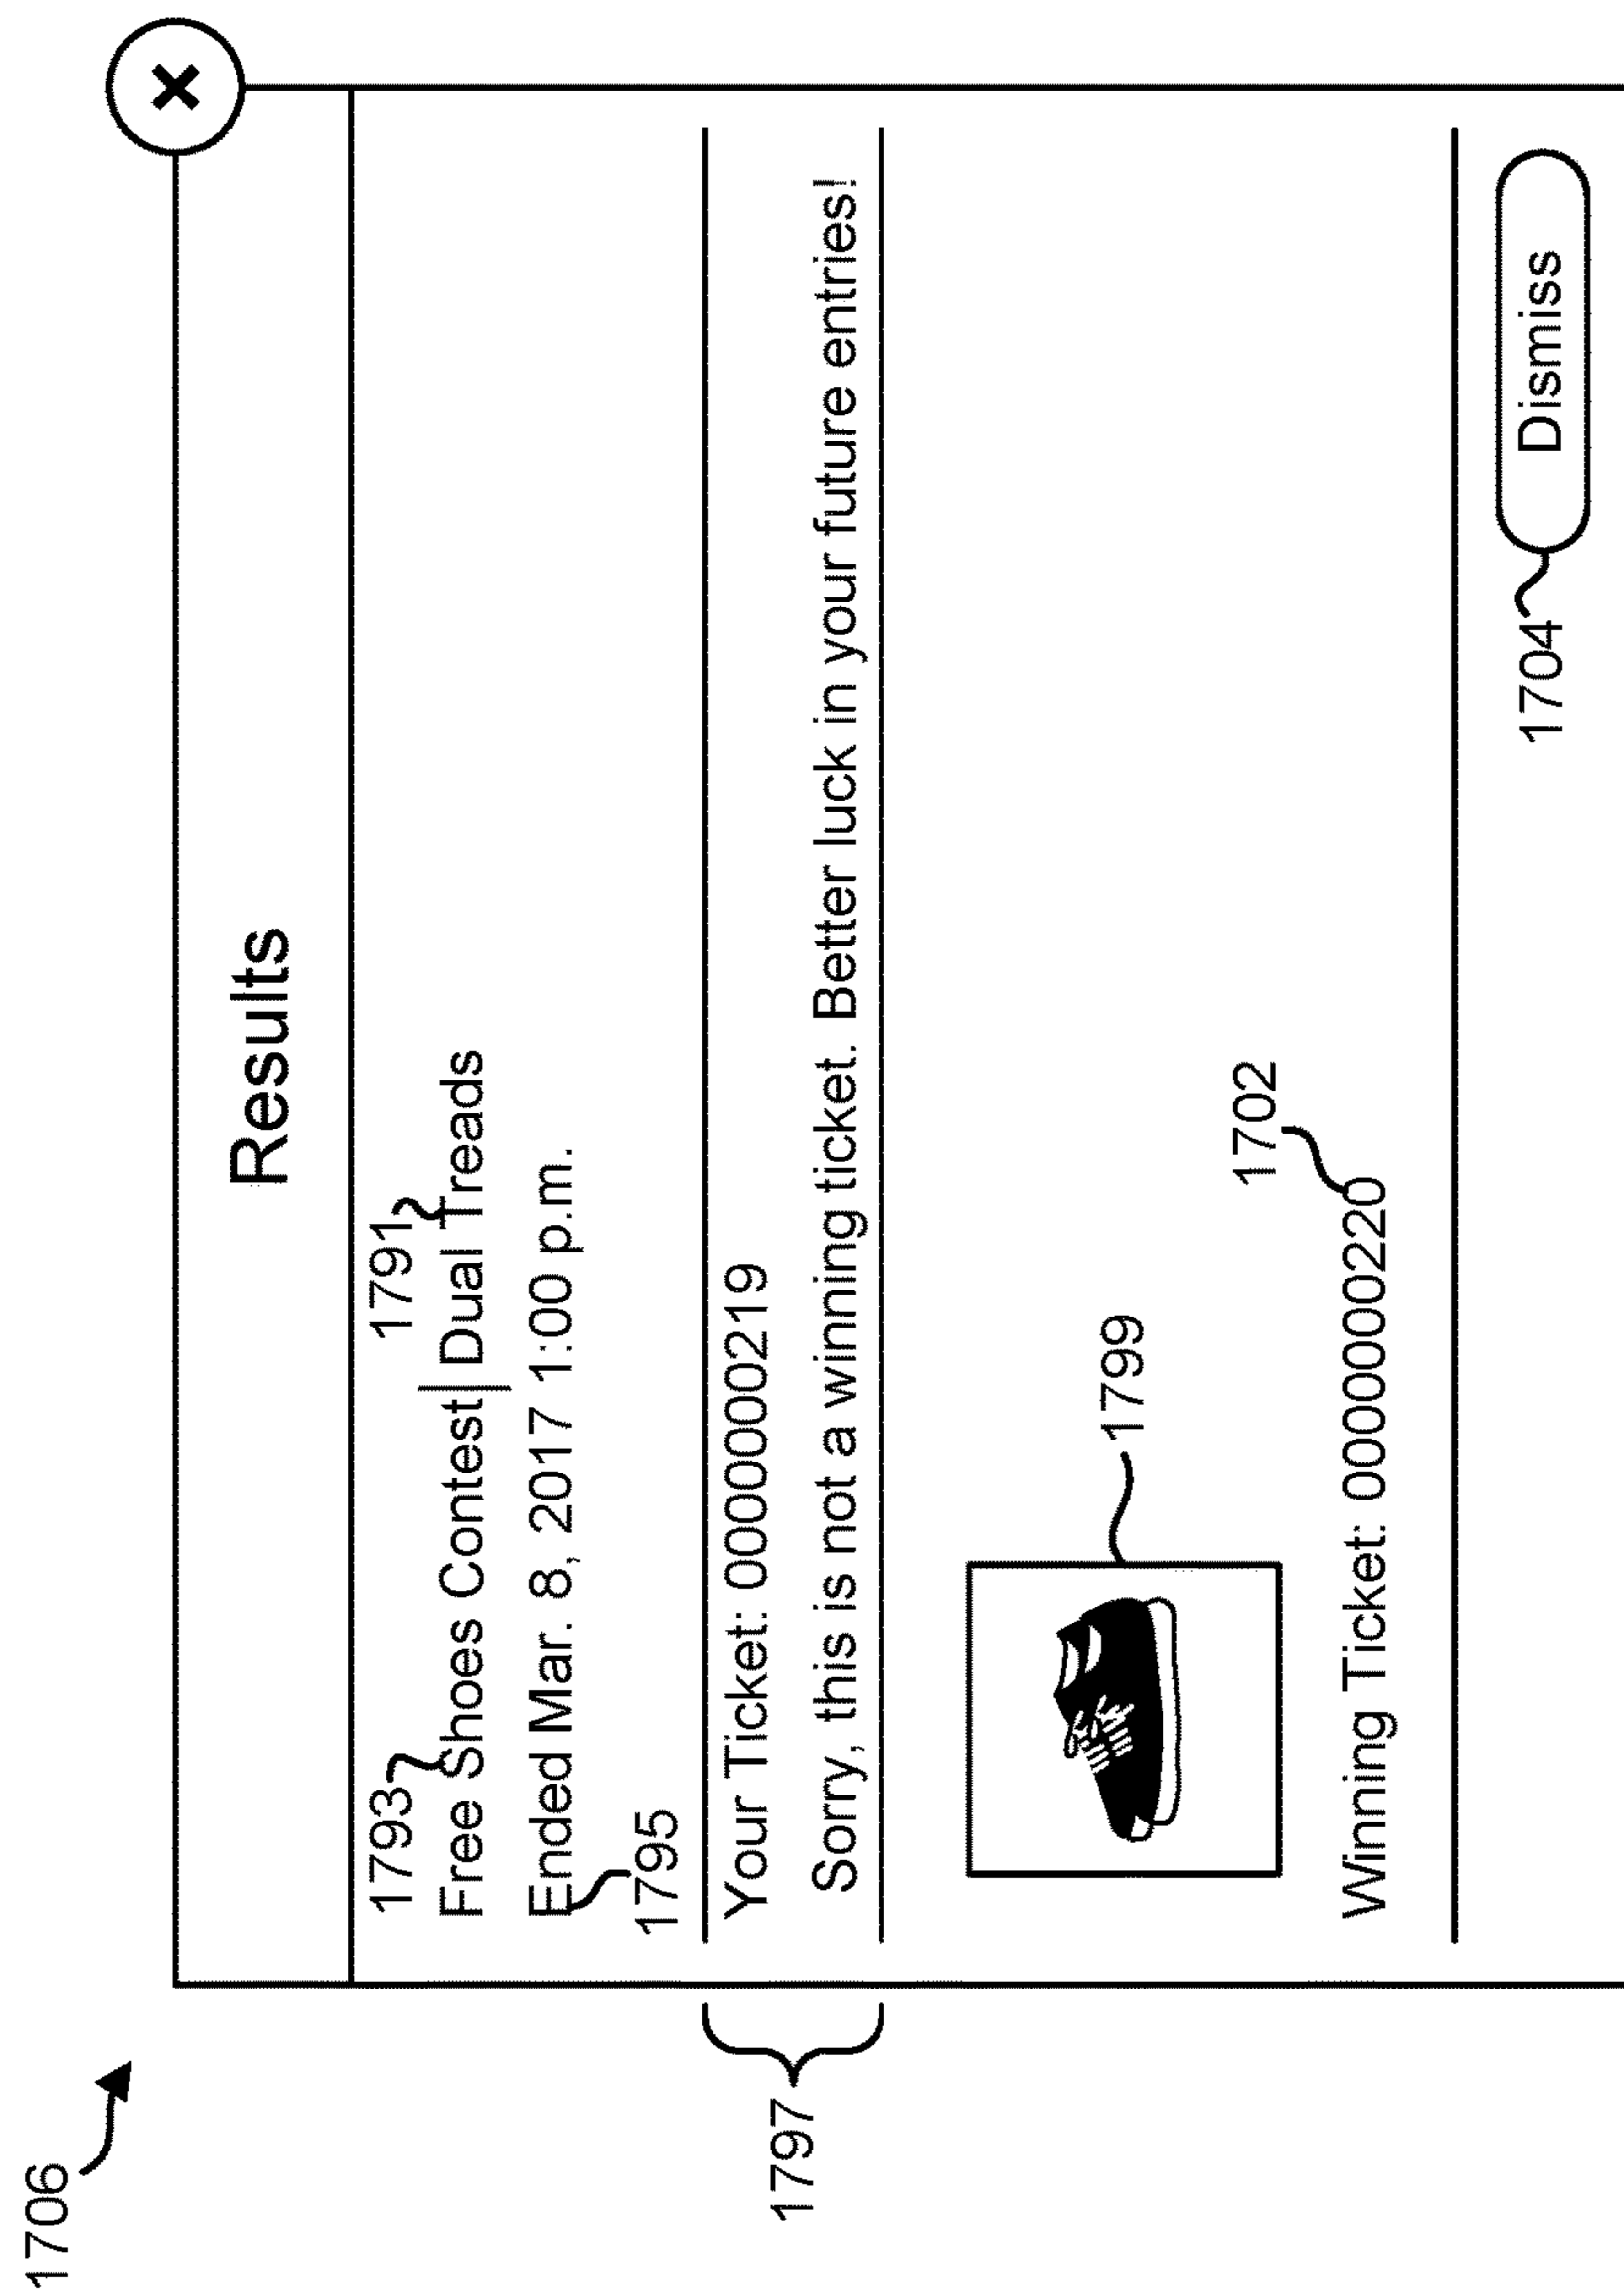 1706
×
Results
1793 1791
Free Shoes Contest | Dual Treads
Ended Mar. 8, 2017 1:00 p.m.
1795
1797
Your Ticket: 0000000219
Sorry, this is not a winning ticket. Better luck in your future entries!
1799
1702
Winning Ticket: 0000000220
1704
Dismiss